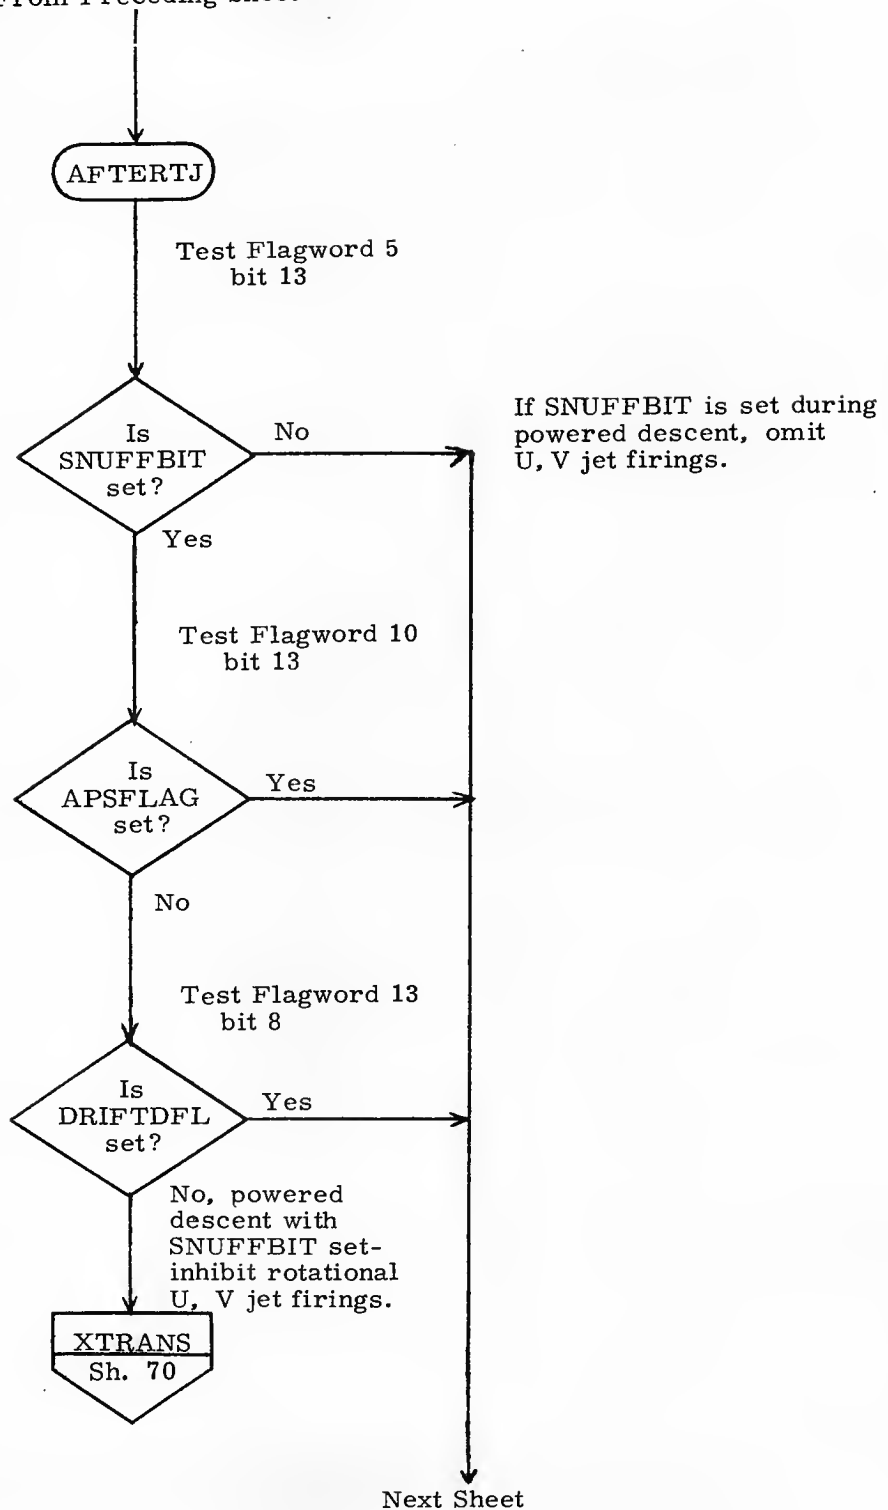 From Preceding Sheet
AFTERTJ
Test Flagword 5
bit 13
Is
SNUFFBIT
set?
No
Yes
If SNUFFBIT is set during
powered descent, omit
U, V jet firings.
Test Flagword 10
bit 13
Is
APSFLAG
set?
Yes
No
Test Flagword 13
bit 8
Is
DRIFTDFL
set?
Yes
No, powered
descent with
SNUFFBIT set-
inhibit rotational
U, V jet firings.
XTRANS
Sh. 70
Next Sheet